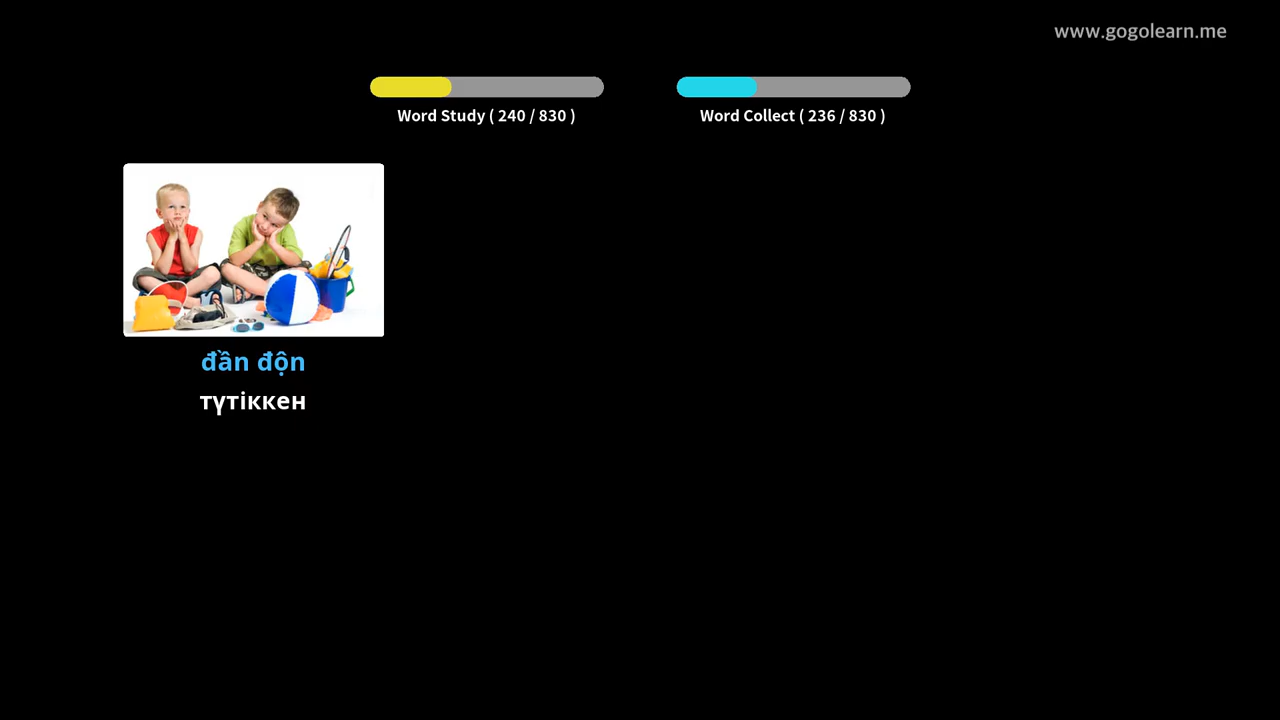 www.gogolearn.me
Word Study ( 240 / 830 )
Word Collect ( 236 / 830 )
đần độn
түтіккен